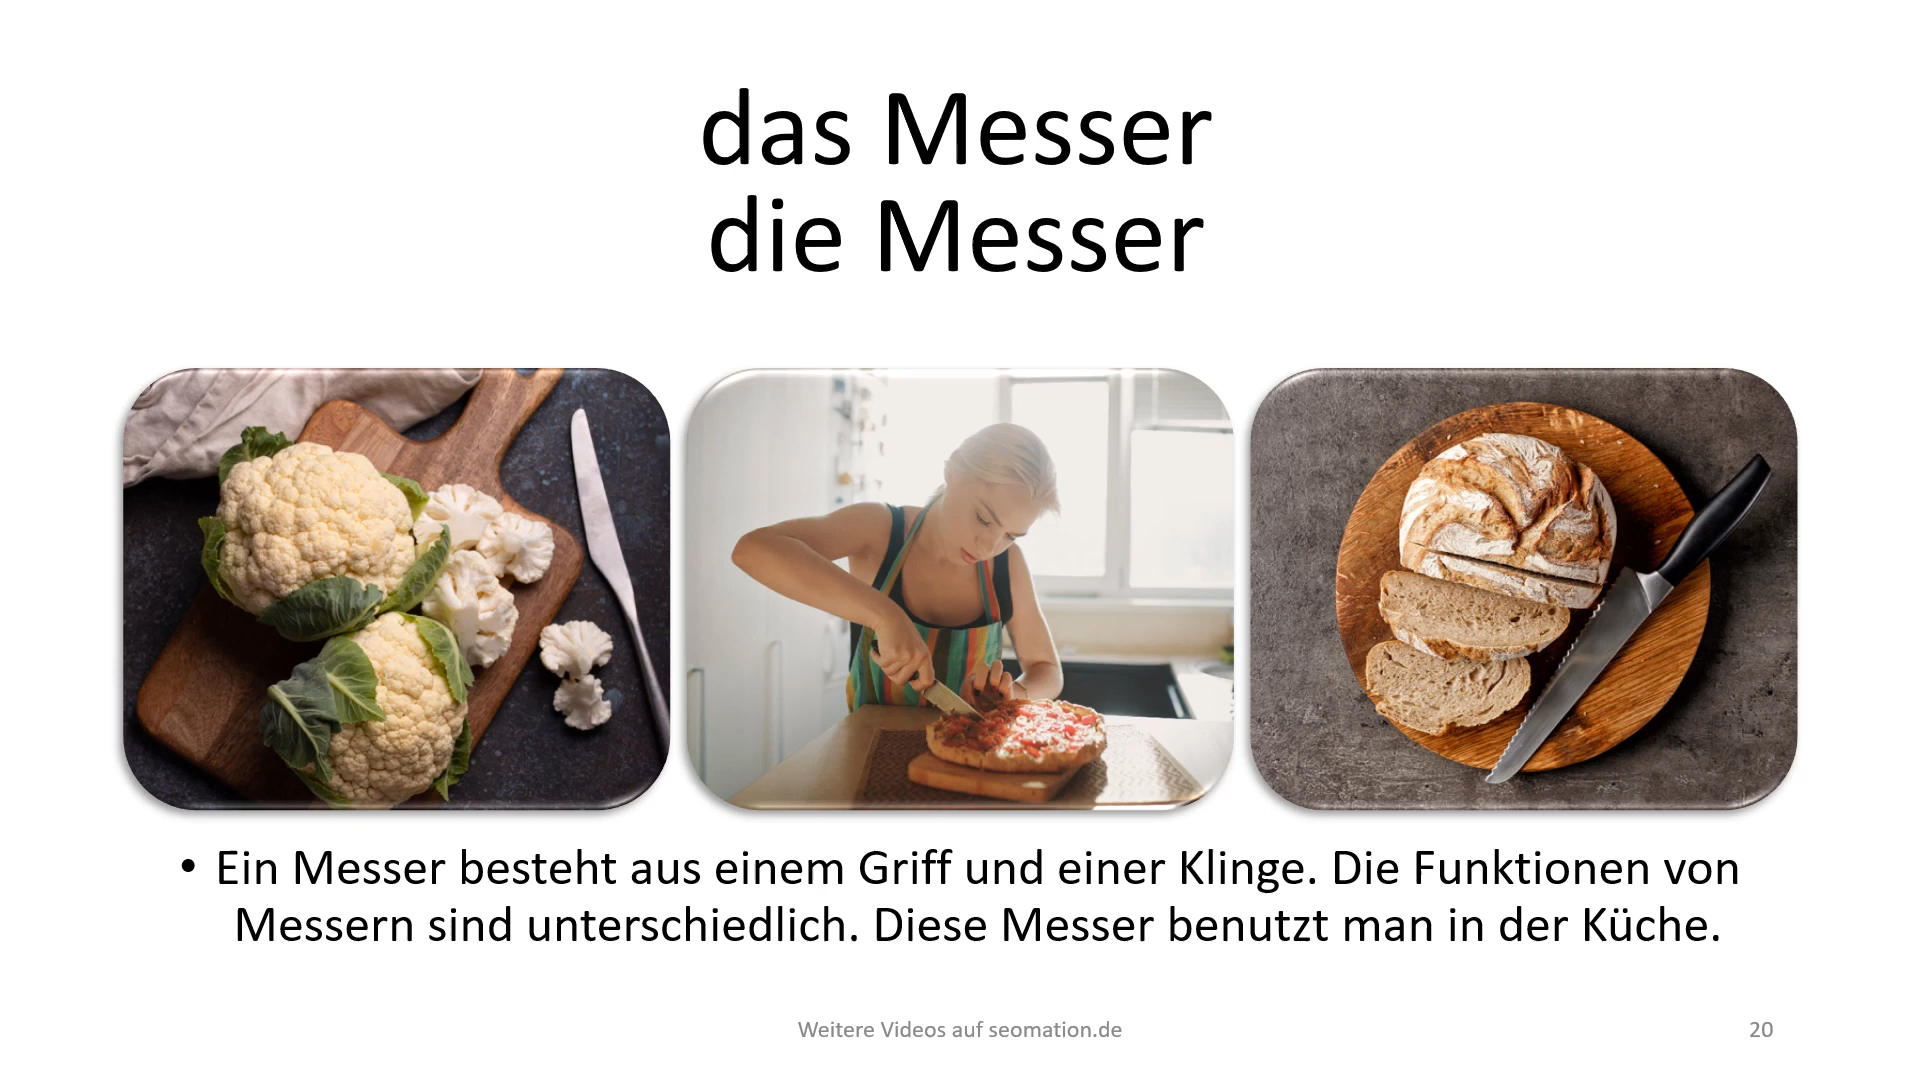 das Messer
die Messer
• Ein Messer besteht aus einem Griff und einer Klinge. Die Funktionen von
Messern sind unterschiedlich. Diese Messer benutzt man in der Küche.
Weitere Videos auf seomation.de
20